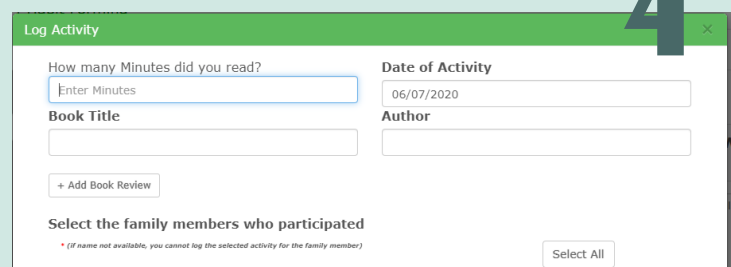 4
Log Activity ×
How many Minutes did you read? Date of Activity
Enter Minutes 06/07/2020
Book Title Author
+ Add Book Review
Select the family members who participated
* (if name not available, you cannot log the selected activity for the family member)
Select All